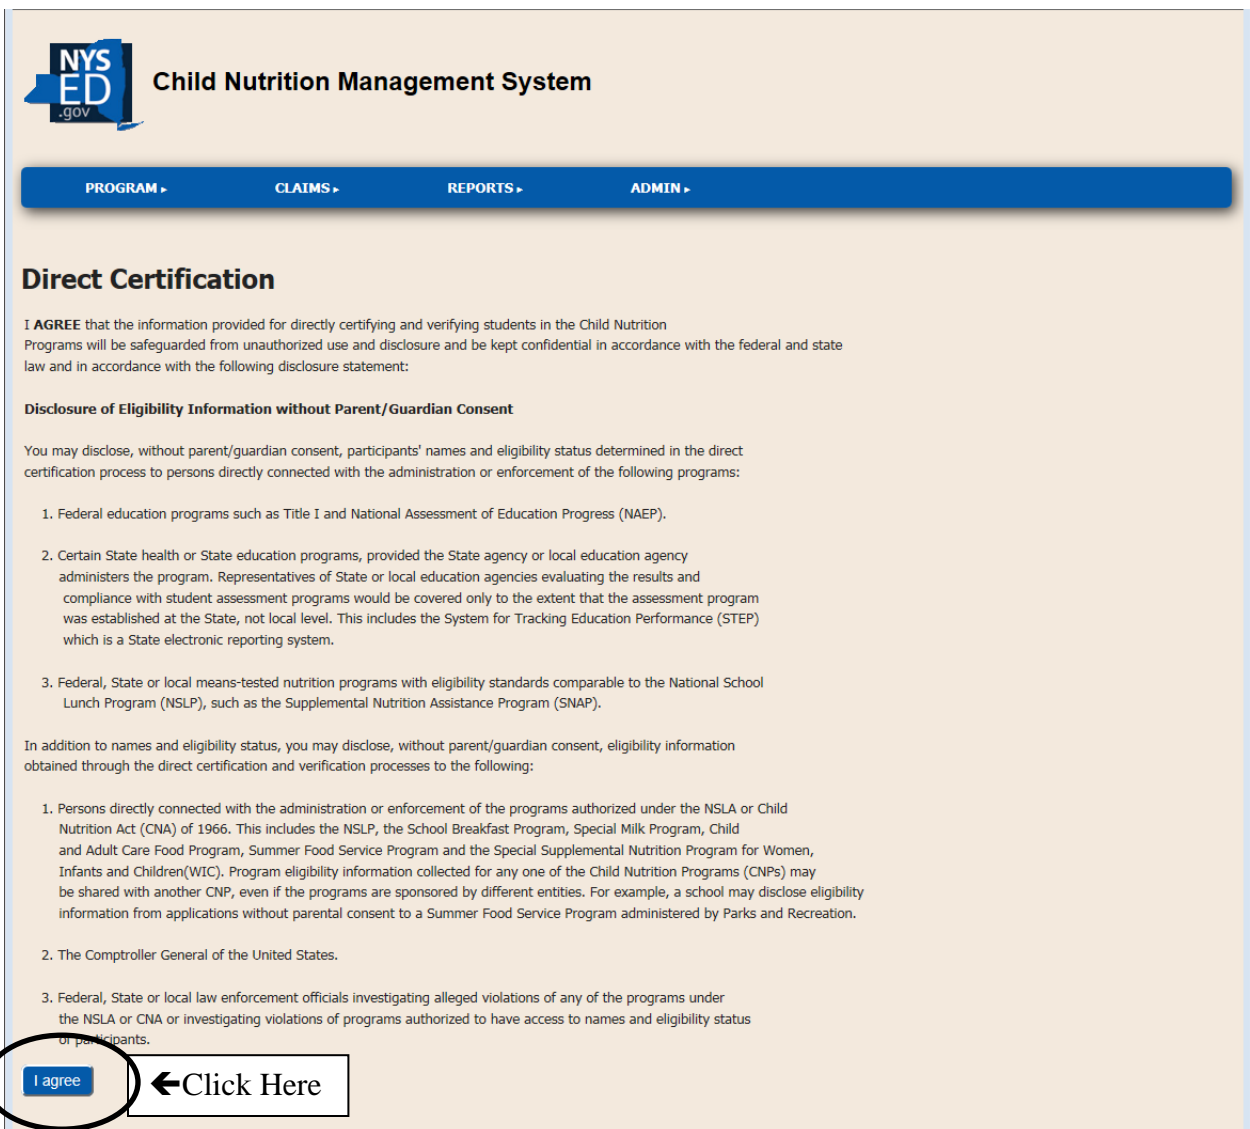 NYS
ED
.gov
Child Nutrition Management System
PROGRAM▸ CLAIMS▸ REPORTS▸ ADMIN▸
Direct Certification
I AGREE that the information provided for directly certifying and verifying students in the Child Nutrition
Programs will be safeguarded from unauthorized use and disclosure and be kept confidential in accordance with the federal and state
law and in accordance with the following disclosure statement:
Disclosure of Eligibility Information without Parent/Guardian Consent
You may disclose, without parent/guardian consent, participants' names and eligibility status determined in the direct
certification process to persons directly connected with the administration or enforcement of the following programs:
1. Federal education programs such as Title I and National Assessment of Education Progress (NAEP).
2. Certain State health or State education programs, provided the State agency or local education agency
administers the program. Representatives of State or local education agencies evaluating the results and
compliance with student assessment programs would be covered only to the extent that the assessment program
was established at the State, not local level. This includes the System for Tracking Education Performance (STEP)
which is a State electronic reporting system.
3. Federal, State or local means-tested nutrition programs with eligibility standards comparable to the National School
Lunch Program (NSLP), such as the Supplemental Nutrition Assistance Program (SNAP).
In addition to names and eligibility status, you may disclose, without parent/guardian consent, eligibility information
obtained through the direct certification and verification processes to the following:
1. Persons directly connected with the administration or enforcement of the programs authorized under the NSLA or Child
Nutrition Act (CNA) of 1966. This includes the NSLP, the School Breakfast Program, Special Milk Program, Child
and Adult Care Food Program, Summer Food Service Program and the Special Supplemental Nutrition Program for Women,
Infants and Children(WIC). Program eligibility information collected for any one of the Child Nutrition Programs (CNPs) may
be shared with another CNP, even if the programs are sponsored by different entities. For example, a school may disclose eligibility
information from applications without parental consent to a Summer Food Service Program administered by Parks and Recreation.
2. The Comptroller General of the United States.
3. Federal, State or local law enforcement officials investigating alleged violations of any of the programs under
the NSLA or CNA or investigating violations of programs authorized to have access to names and eligibility status
of participants.
I agree
←Click Here